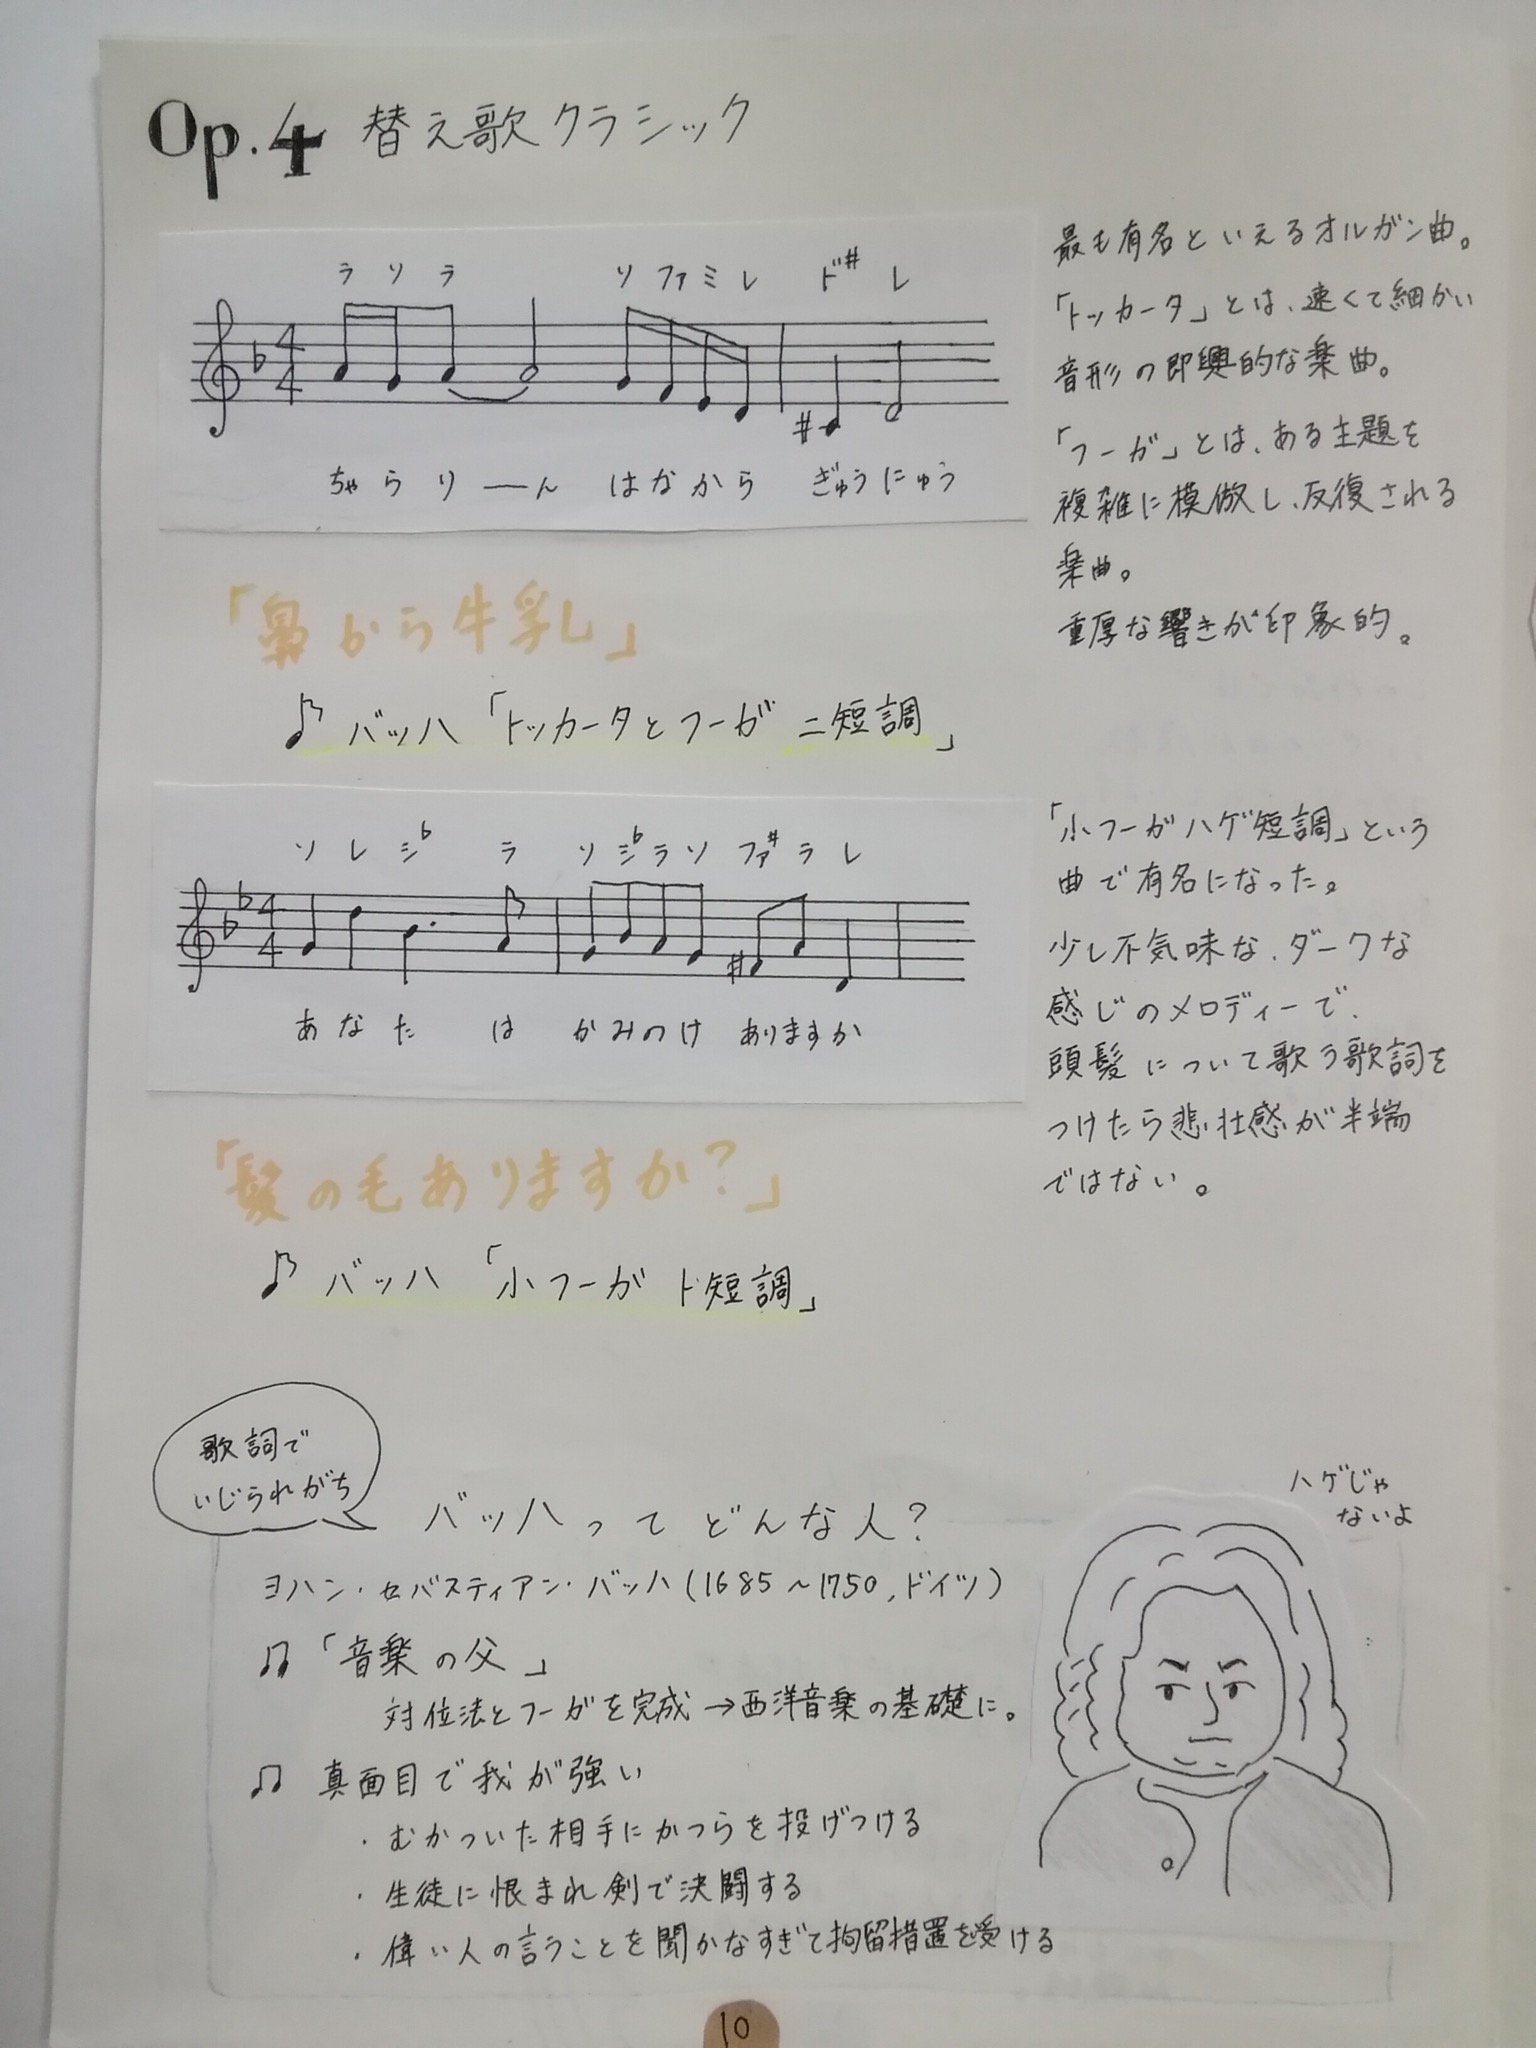 Op.4 替え歌クラシック
ラ ソ ラ ソ ファ ミ レ ド# レ
ちゃ ら り ーん は な か ら ぎゅう にゅう
「鼻から牛乳」
♪ バッハ「トッカータとフーガ ニ短調」
最も有名といえるオルガン曲。
「トッカータ」とは、速くて細かい
音形の即興的な楽曲。
「フーガ」とは、ある主題を
複雑に模倣し、反復される
楽曲。
重厚な響きが印象的。
ソ レ シ♭ ラ ソ シ♭ ラ ソ ファ# ラ レ
あ な た は かみのけ ありますか
「髪の毛ありますか?」
♪ バッハ「小フーガ ト短調」
「小フーガハゲ短調」という
曲で有名になった。
少し不気味な、ダークな
感じのメロディーで、
頭髪について歌う歌詞を
つけたら悲壮感が半端
ではない。
歌詞で
いじられがち
バッハってどんな人?
ヨハン・セバスティアン・バッハ(1685〜1750,ドイツ)
♫ 「音楽の父」
対位法とフーガを完成→西洋音楽の基礎に。
♫ 真面目で我が強い
・むかついた相手にかつらを投げつける
・生徒に恨まれ剣で決闘する
・偉い人の言うことを聞かなすぎて拘留措置を受ける
ハゲじゃ
ないよ
10